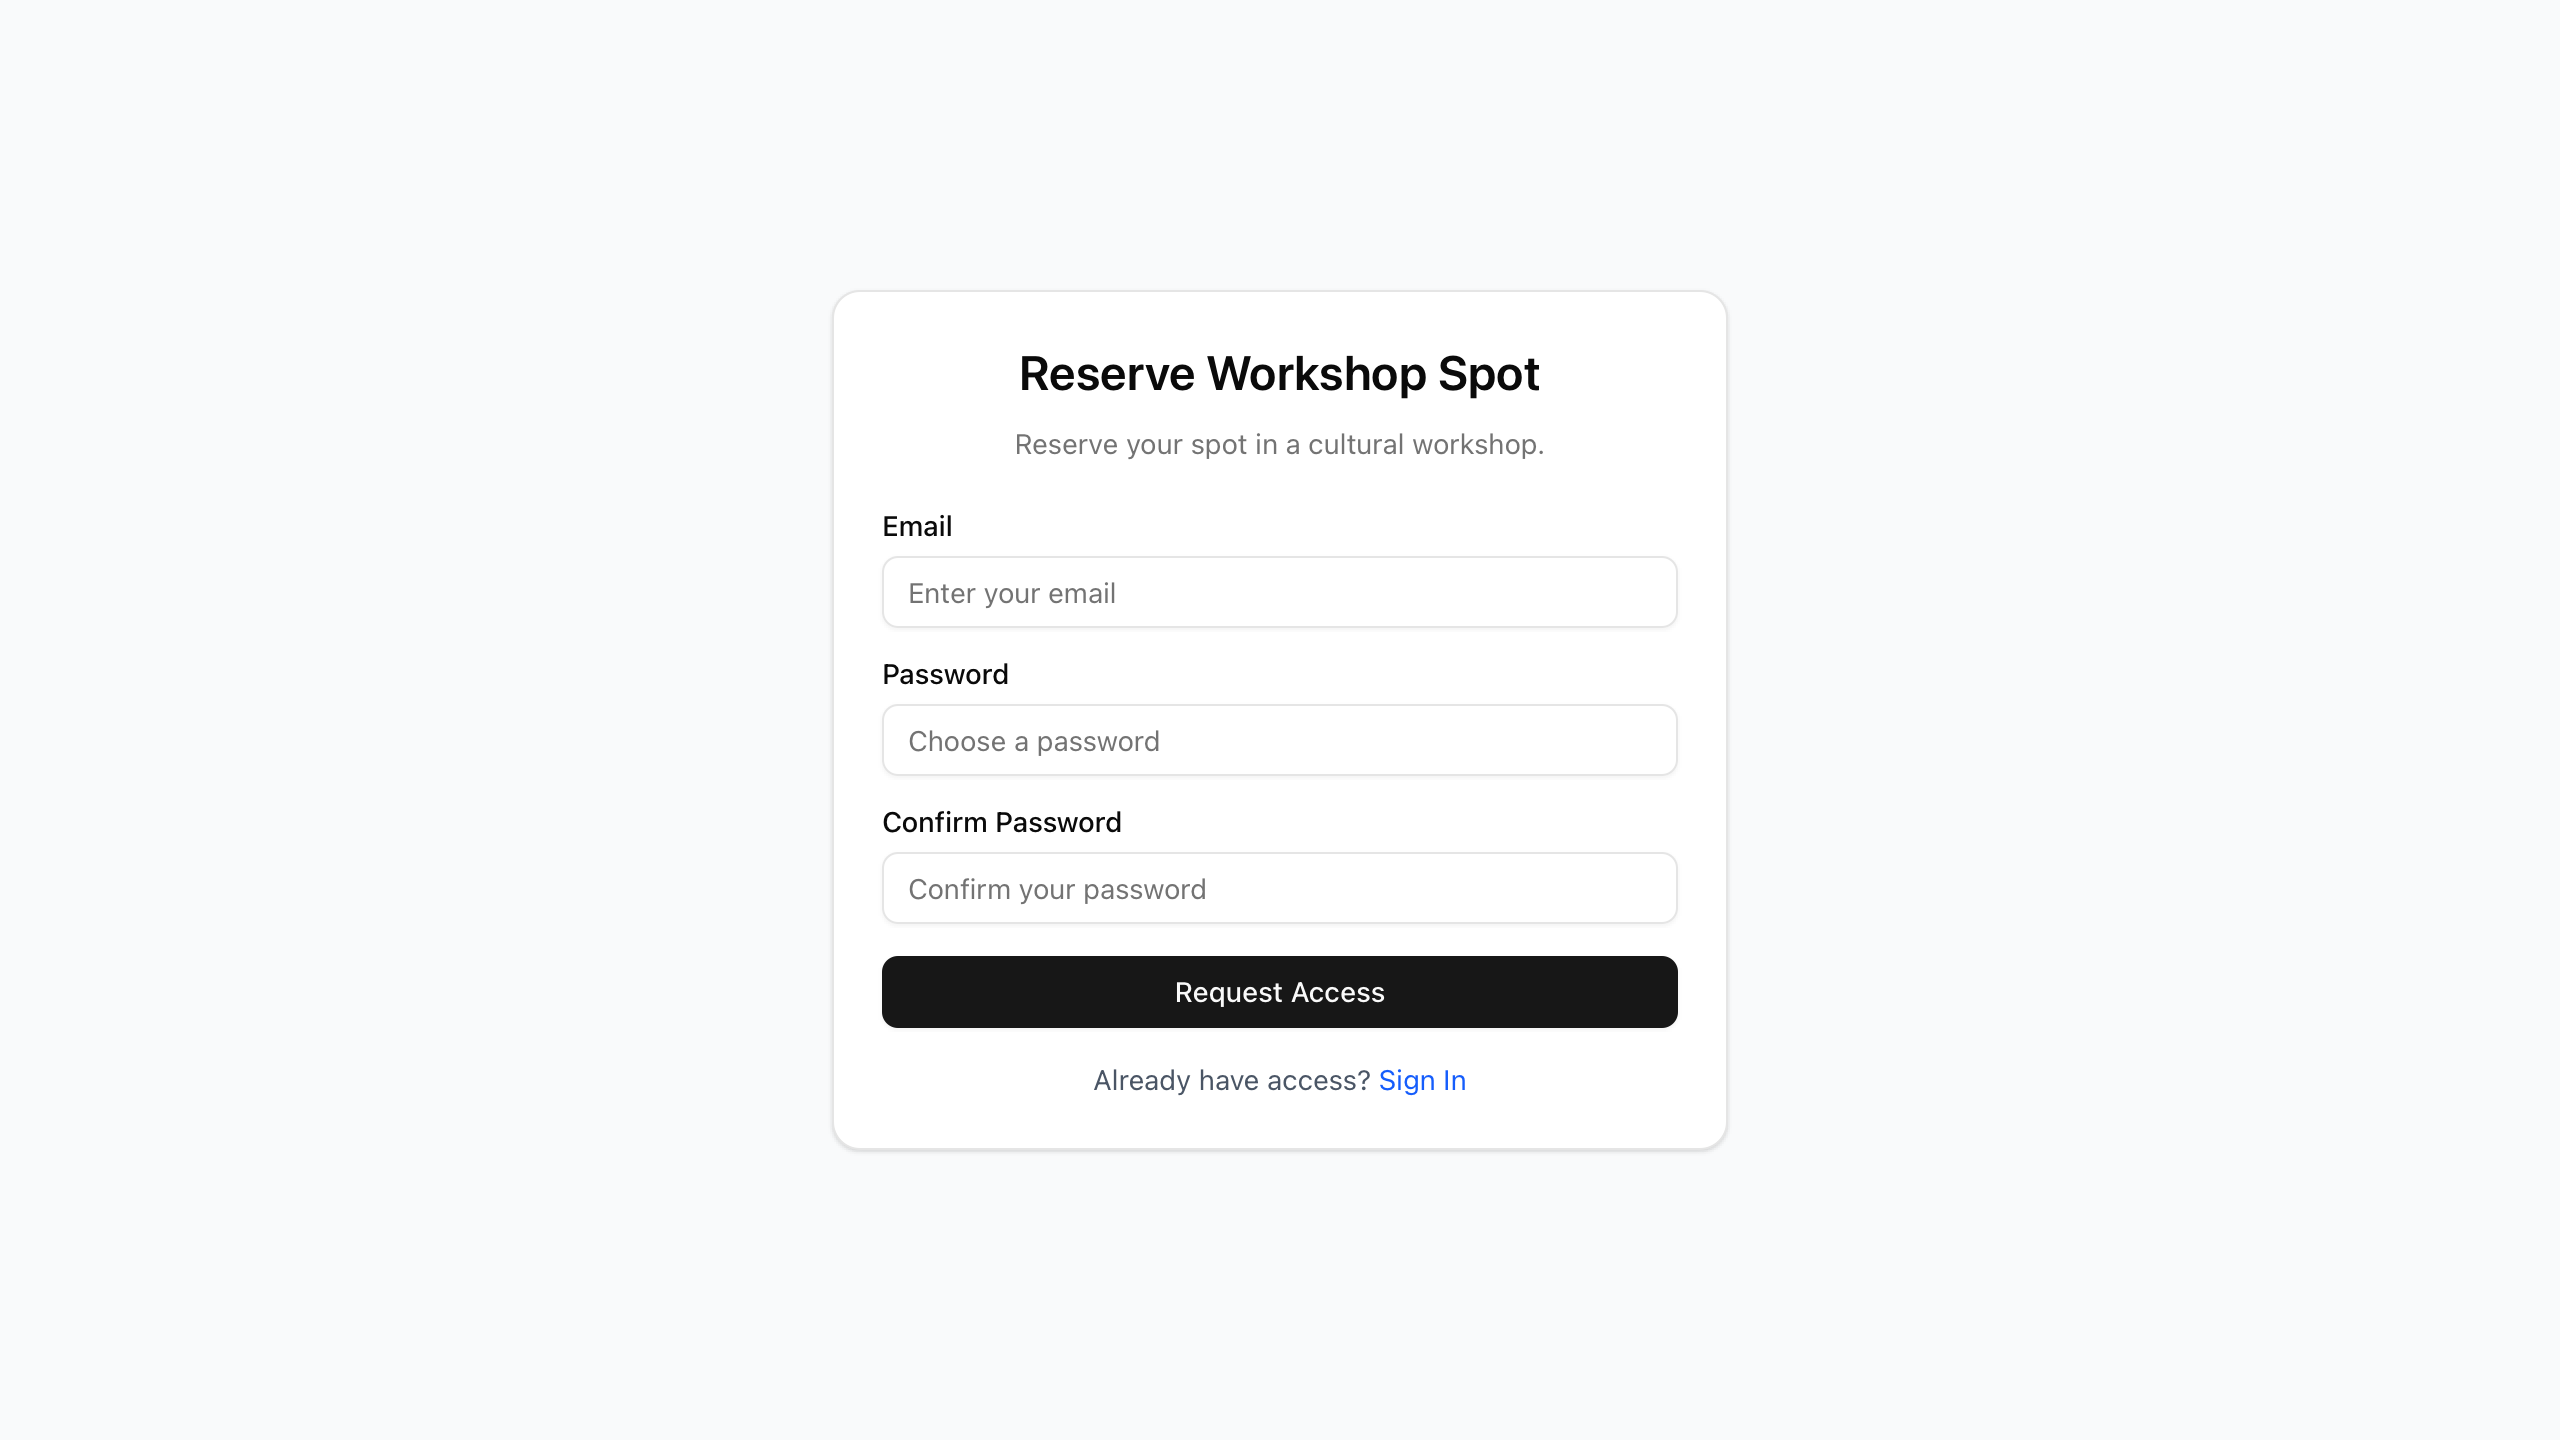 Reserve Workshop Spot
Reserve your spot in a cultural workshop.
Email
Enter your email
Password
Choose a password
Confirm Password
Confirm your password
Request Access
Already have access? Sign In